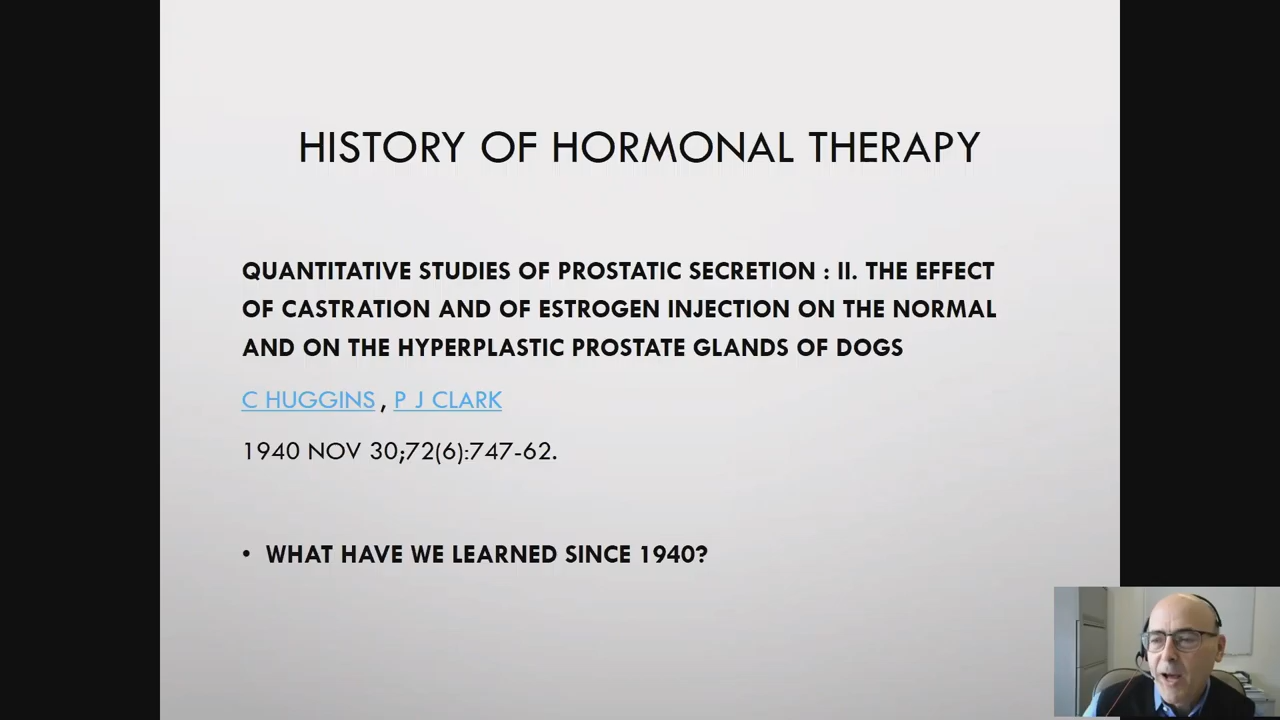 HISTORY OF HORMONAL THERAPY
QUANTITATIVE STUDIES OF PROSTATIC SECRETION : II. THE EFFECT
OF CASTRATION AND OF ESTROGEN INJECTION ON THE NORMAL
AND ON THE HYPERPLASTIC PROSTATE GLANDS OF DOGS
C HUGGINS , P J CLARK
1940 NOV 30;72(6):747-62.
• WHAT HAVE WE LEARNED SINCE 1940?